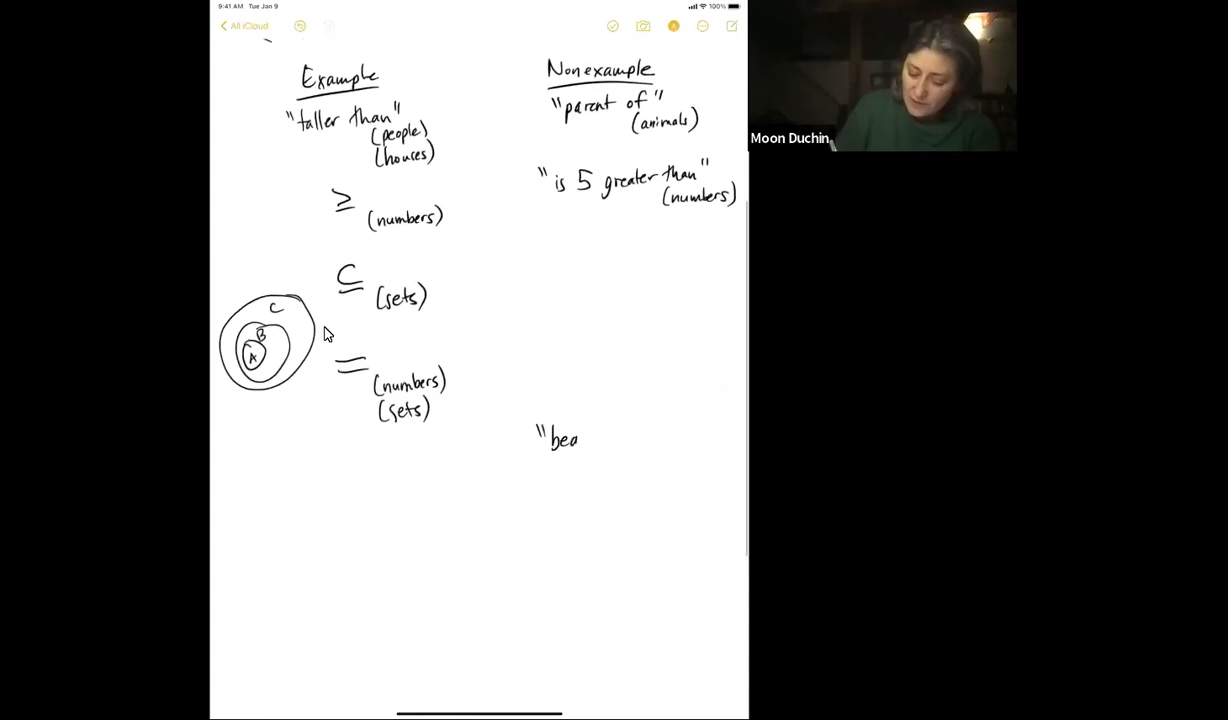 9:41 AM Tue Jan 9
100%
All iCloud
Example
Nonexample
"taller than"
(people)
(houses)
"parent of"
(animals)
"is 5 greater than"
(numbers)
≥
(numbers)
⊆
(sets)
C
B
A
=
(numbers)
(sets)
"bea
Moon Duchin